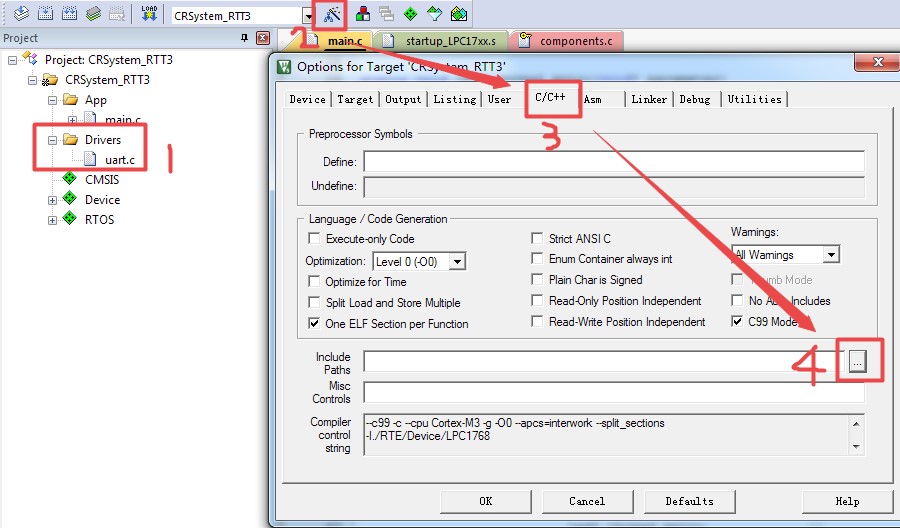 LOAD
CRSystem_RTT3
Project
Project: CRSystem_RTT3
CRSystem_RTT3
App
main.c
Drivers
uart.c
CMSIS
Device
RTOS
1
2
main.c
startup_LPC17xx.s
components.c
Options for Target 'CRSystem_RTT3'
Device
Target
Output
Listing
User
C/C++
Asm
Linker
Debug
Utilities
3
Preprocessor Symbols
Define:
Undefine:
Language / Code Generation
Execute-only Code
Optimization:
Level 0 (-O0)
Optimize for Time
Split Load and Store Multiple
One ELF Section per Function
Strict ANSI C
Enum Container always int
Plain Char is Signed
Read-Only Position Independent
Read-Write Position Independent
Warnings:
All Warnings
Mode
No Includes
C99 Mode
Include
Paths
...
4
Misc
Controls
Compiler
control
string
--c99 -c --cpu Cortex-M3 -g -O0 --apcs=interwork --split_sections
-I./RTE/Device/LPC1768
OK
Cancel
Defaults
Help